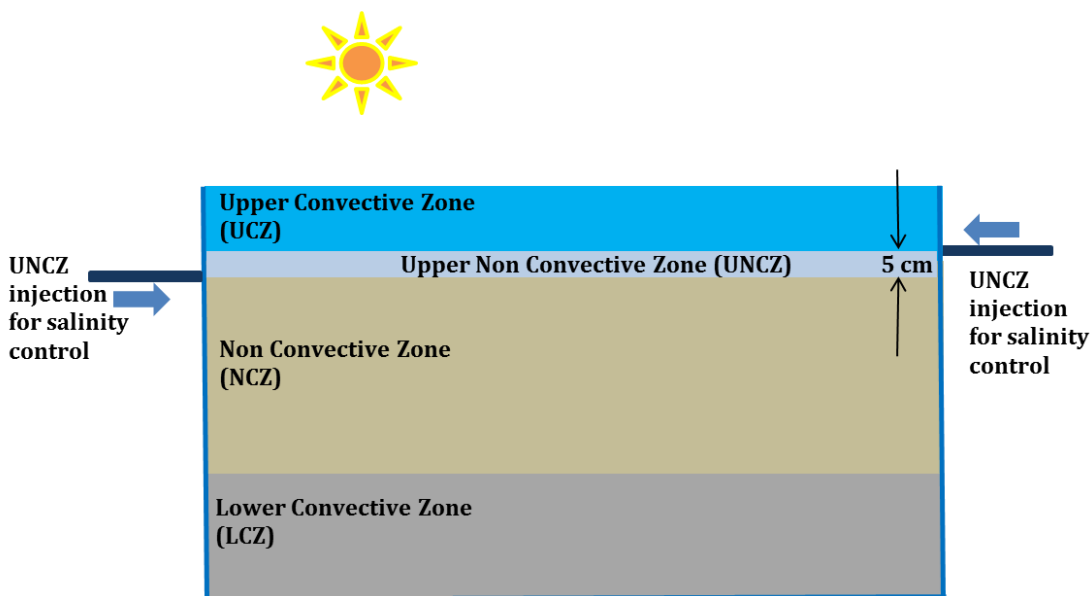 Upper Convective Zone
(UCZ)
Upper Non Convective Zone (UNCZ)
5 cm
UNCZ
injection
for salinity
control
UNCZ
injection
for salinity
control
Non Convective Zone
(NCZ)
Lower Convective Zone
(LCZ)